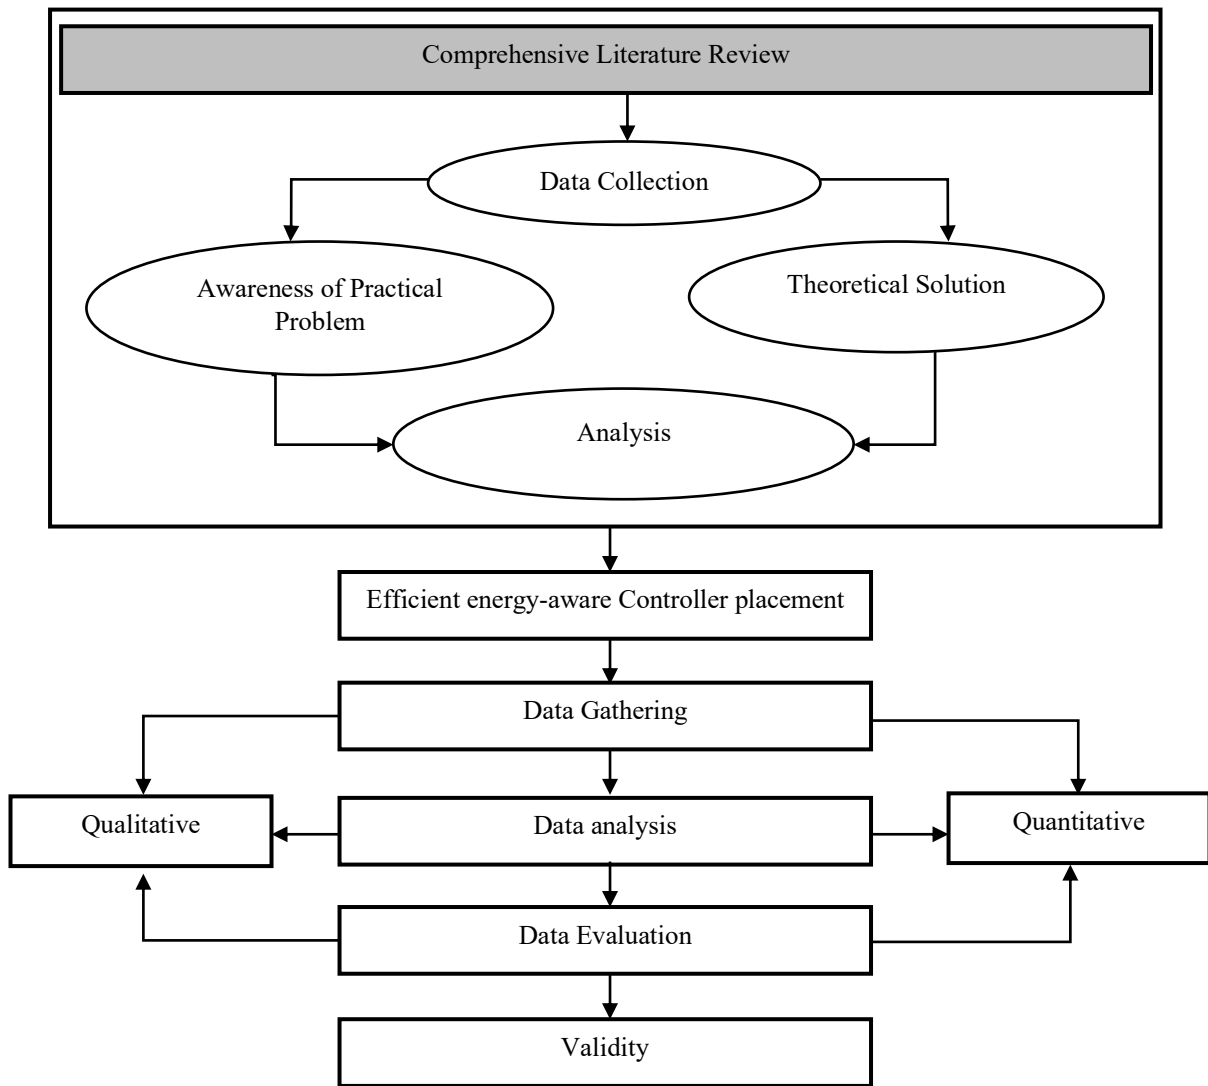 Comprehensive Literature Review
Data Collection
Awareness of Practical
Problem
Theoretical Solution
Analysis
Efficient energy-aware Controller placement
Data Gathering
Qualitative
Data analysis
Quantitative
Data Evaluation
Validity